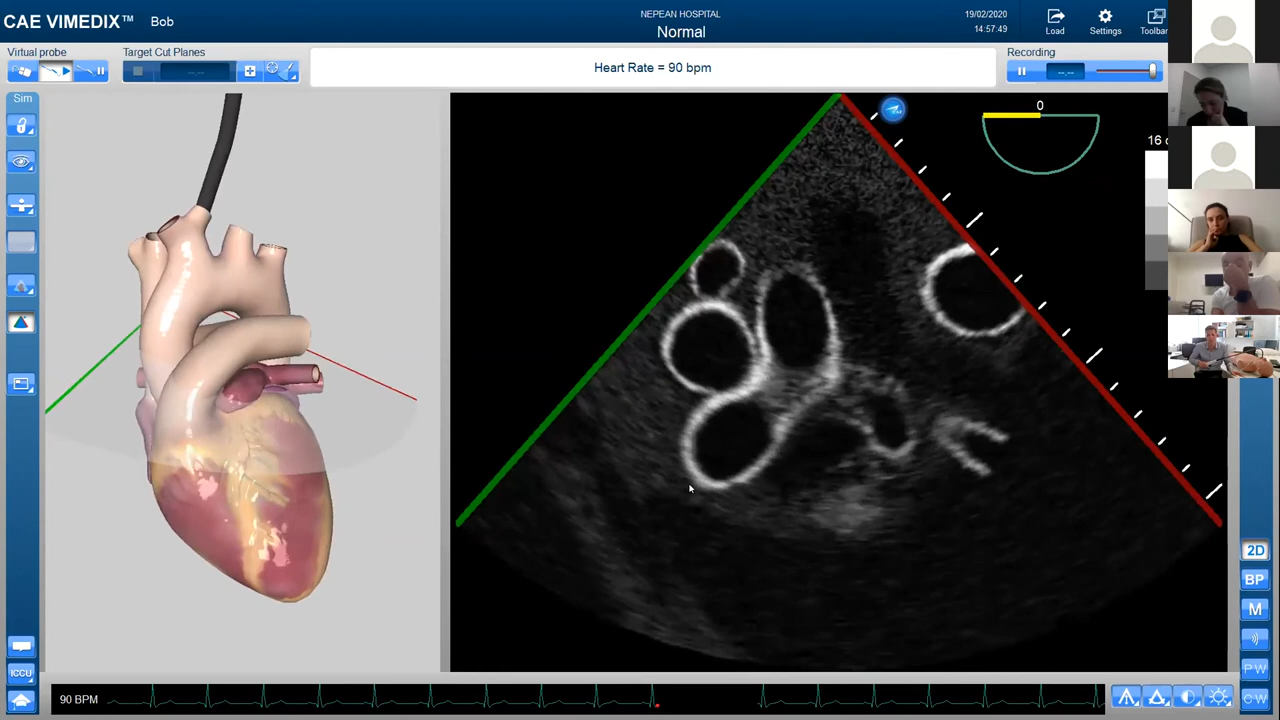 CAE VIMEDIX™ Bob
NEPEAN HOSPITAL
Normal
19/02/2020
14:57:49
Load
Settings
Toolbar
Virtual probe
Target Cut Planes
--.--
Heart Rate = 90 bpm
Recording
--.--
Sim
0
16 c
2D
BP
M
PW
CW
ICCU
90 BPM